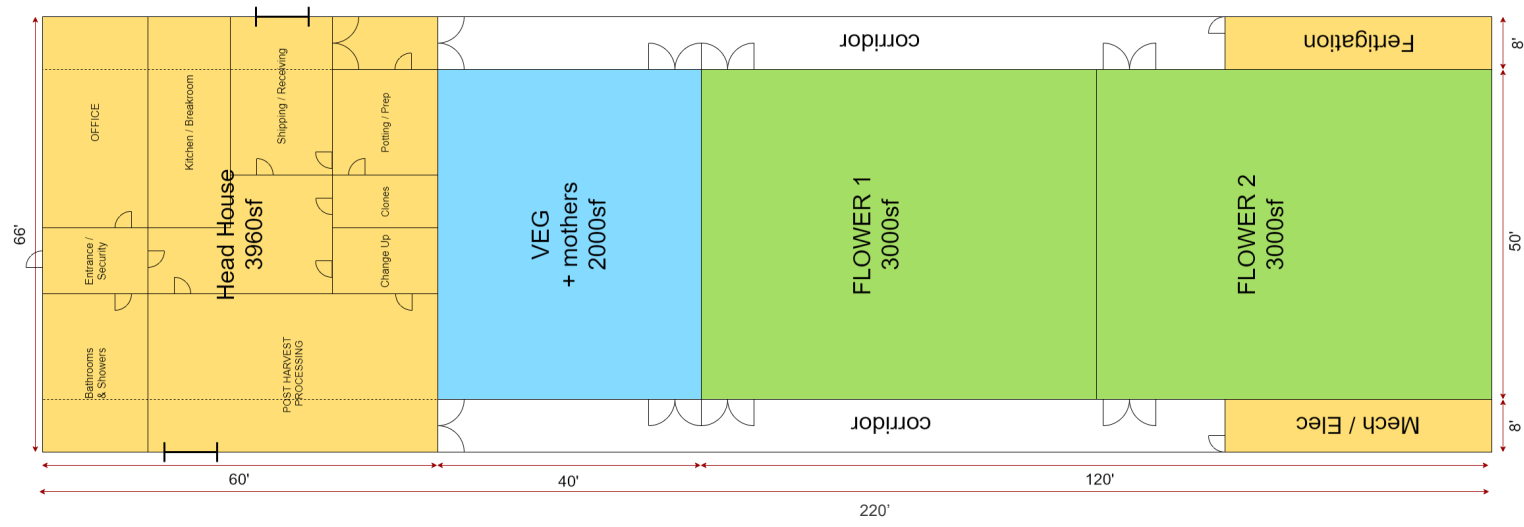 corridor
Fertigation
8'
OFFICE
Kitchen / Breakroom
Shipping / Receiving
Potting / Prep
Clones
Change Up
Entrance /
Security
Head House
3960sf
Bathrooms
& Showers
POST HARVEST
PROCESSING
VEG
+ mothers
2000sf
FLOWER 1
3000sf
FLOWER 2
3000sf
66'
50'
corridor
Mech / Elec
8'
60'
40'
120'
220'